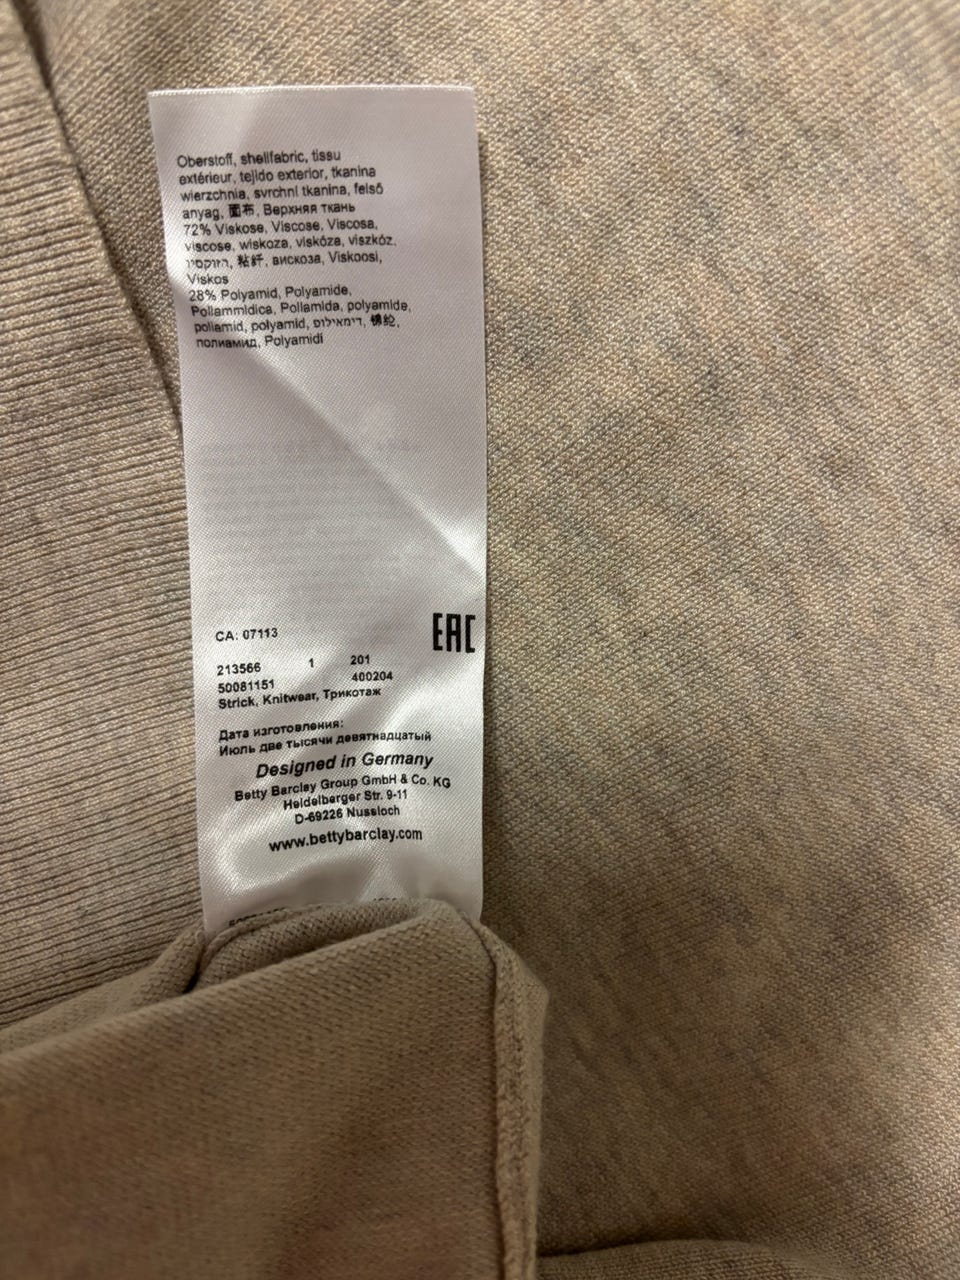 Oberstoff, shellfabric, tissu
extérieur, tejido exterior, tkanina
wierzchnia, svrchní tkanina, felső
anyag, 面布, Верхняя ткань
72% Viskose, Viscose, Viscosa,
viscose, wiskoza, viskóza, viszkóz,
粘纤, вискоза, Viskoosi,
Viskos
28% Polyamid, Polyamide,
Poliammidica, Poliamida, polyamide,
poliamid, polyamid, דימאילופ, 锦纶,
полиамид, Polyamidi
EAC
CA: 07113
213566 1 201
50081151 400204
Strick, Knitwear, Трикотаж
Дата изготовления:
Июль две тысячи девятнадцатый
Designed in Germany
Betty Barclay Group GmbH & Co. KG
Heidelberger Str. 9-11
D-69226 Nussloch
www.bettybarclay.com